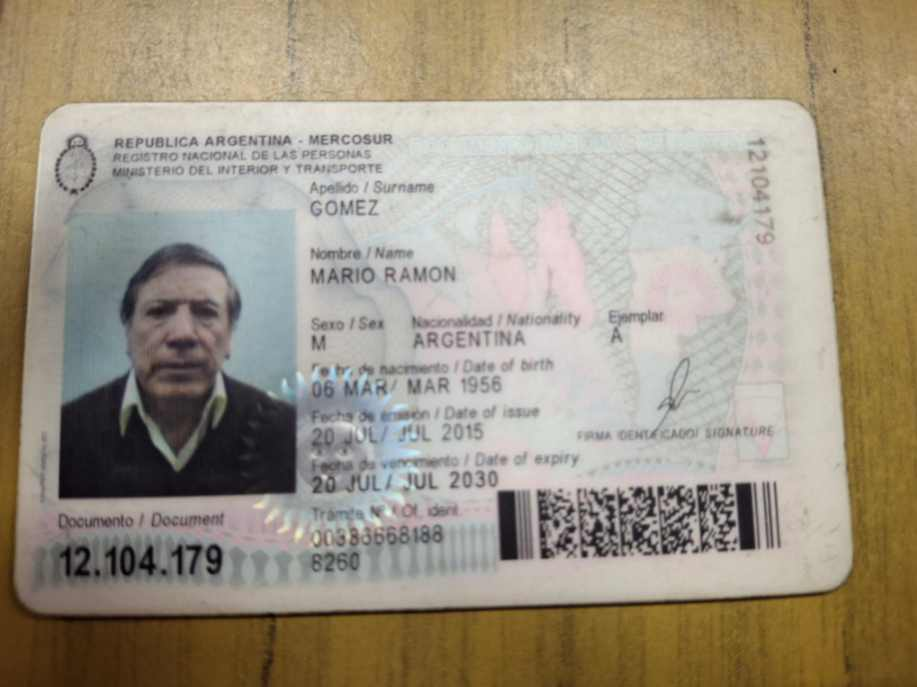 REPUBLICA ARGENTINA - MERCOSUR
REGISTRO NACIONAL DE LAS PERSONAS
MINISTERIO DEL INTERIOR Y TRANSPORTE
Apellido / Surname
GOMEZ
Nombre / Name
MARIO RAMON
Sexo / Sex Nacionalidad / Nationality Ejemplar
M ARGENTINA A
Fecha de nacimiento / Date of birth
06 MAR/ MAR 1956
Fecha de emisión / Date of issue
20 JUL/ JUL 2015
FIRMA IDENTIFICADO/ SIGNATURE
Fecha de vencimiento / Date of expiry
20 JUL/ JUL 2030
Documento / Document
12.104.179
Trámite Nº / Of. ident.
00383668188
8260
12104179